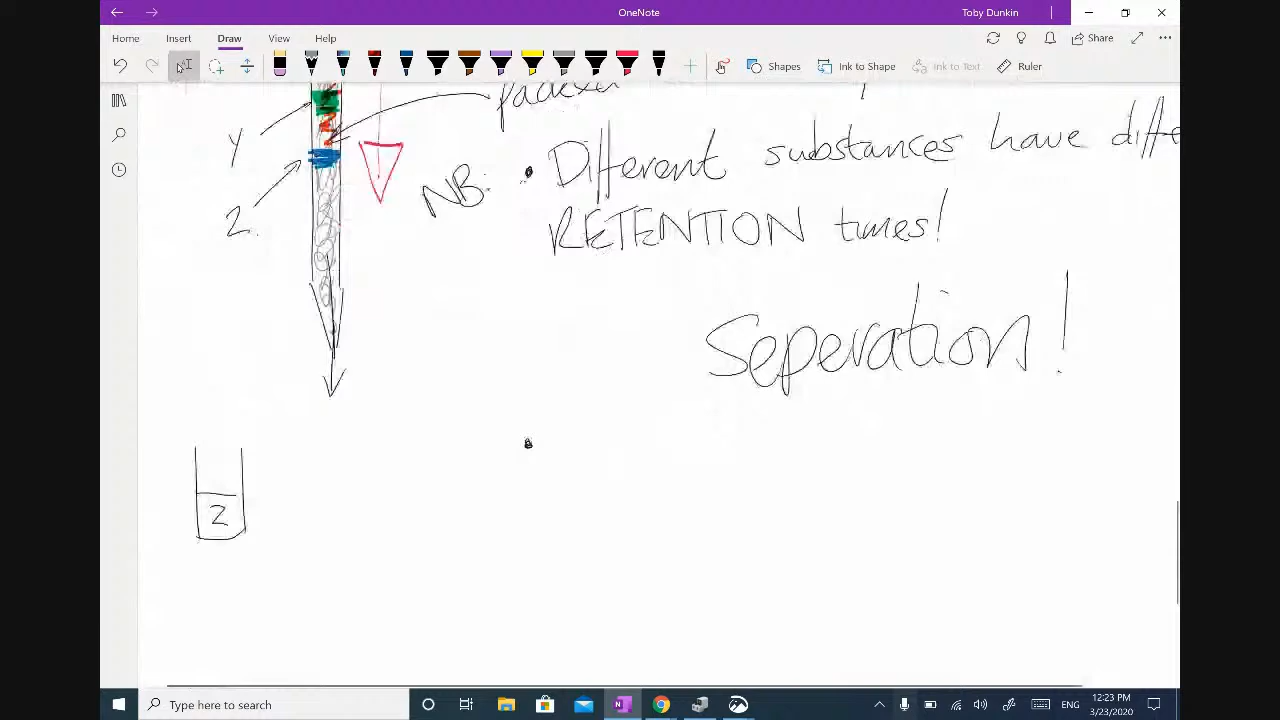 OneNote
Toby Dunkin
Home Insert Draw View Help
Share
Shapes Ink to Shape Ink to Text Ruler
packed
Y
Different substances have diffe
NB:
RETENTION times!
Z
Seperation!
Z
Type here to search
ENG
12:23 PM
3/23/2020